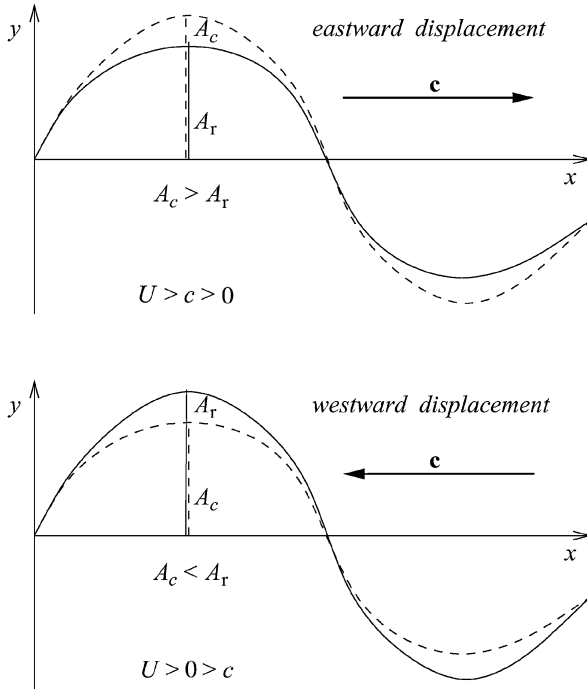 y
A_c
eastward displacement
c
A_r
x
A_c > A_r
U > c > 0
y
A_r
westward displacement
c
A_c
x
A_c < A_r
U > 0 > c